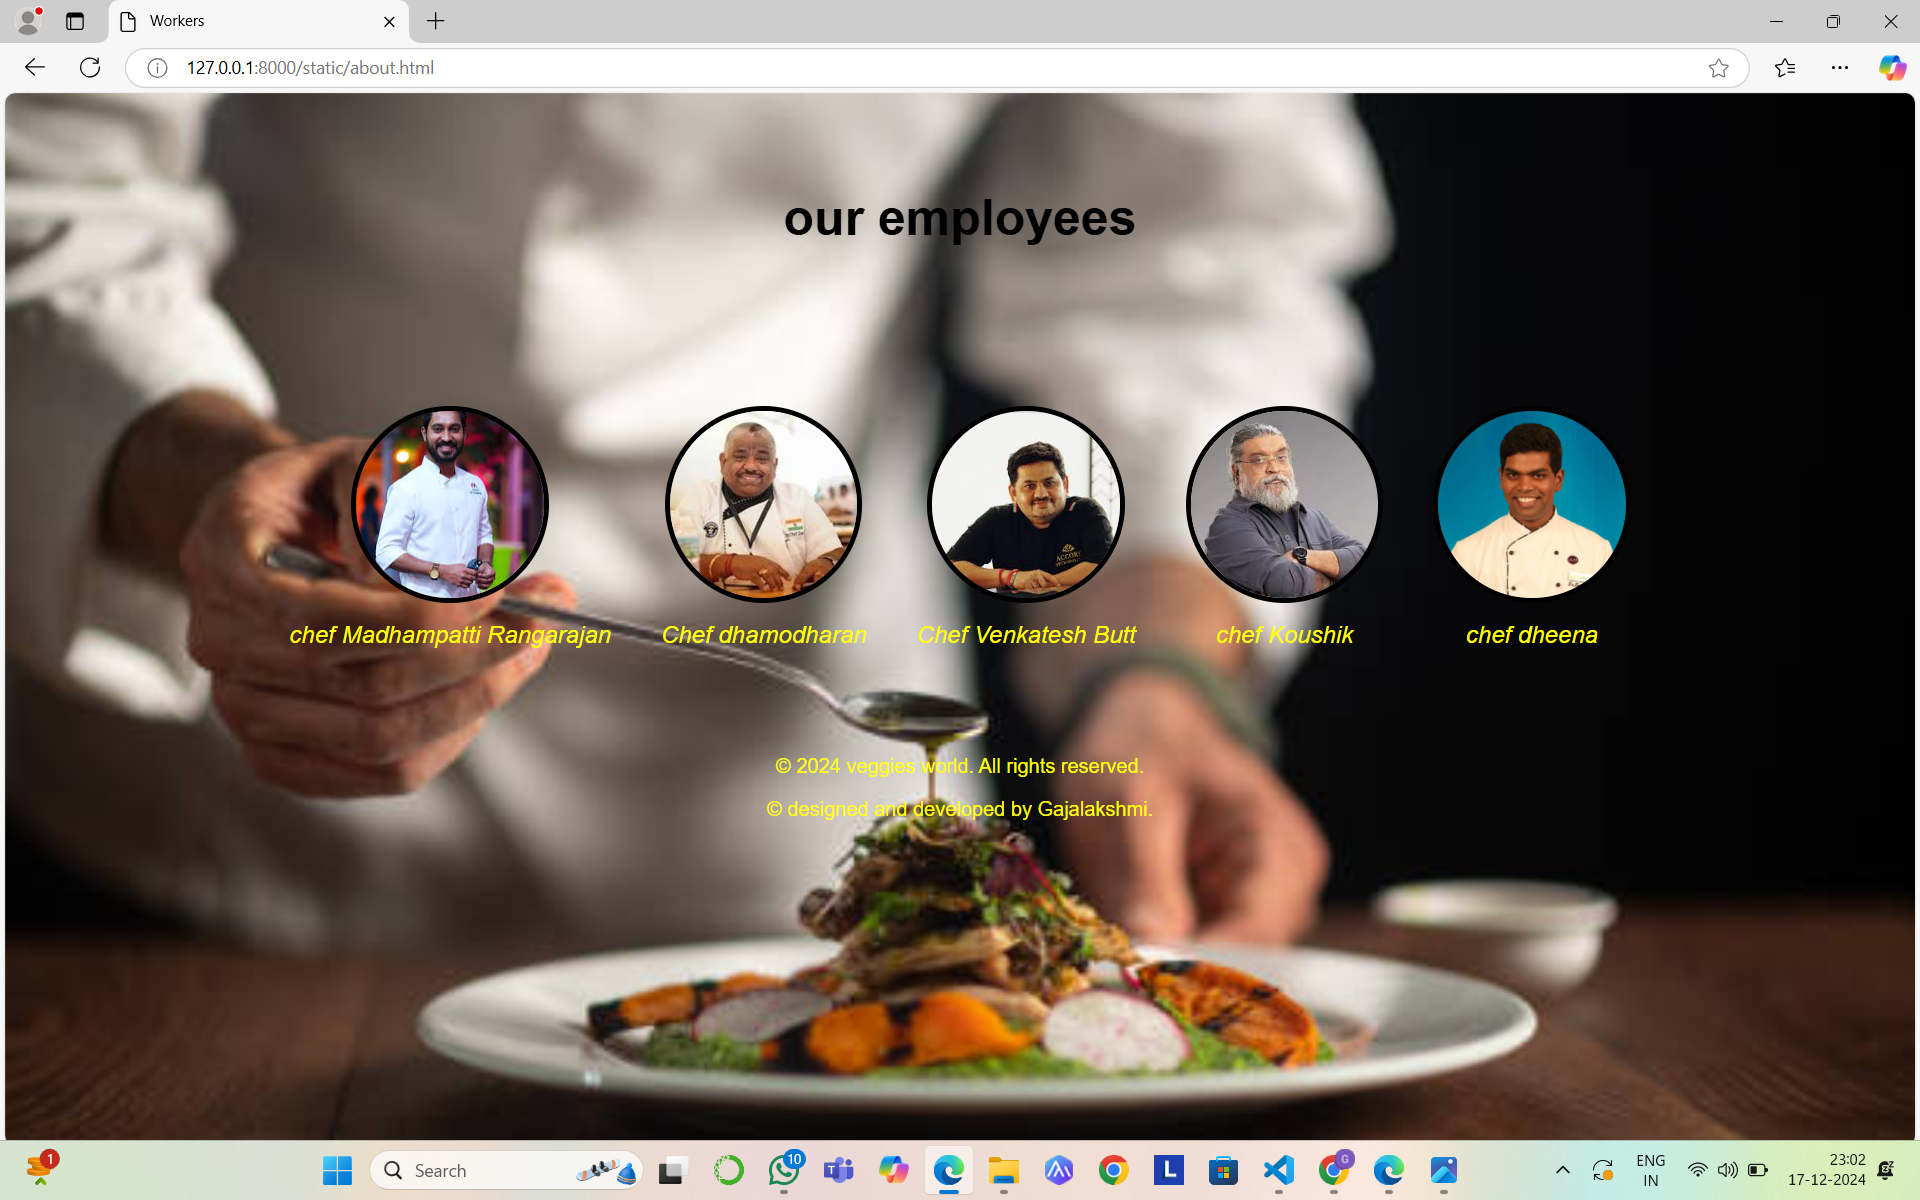 Workers
127.0.0.1:8000/static/about.html
our employees
ACCORD
chef Madhampatti Rangarajan
Chef dhamodharan
Chef Venkatesh Butt
chef Koushik
chef dheena
© 2024 veggies world. All rights reserved.
© designed and developed by Gajalakshmi.
1
Search
10
L
G
ENG
IN
23:02
17-12-2024